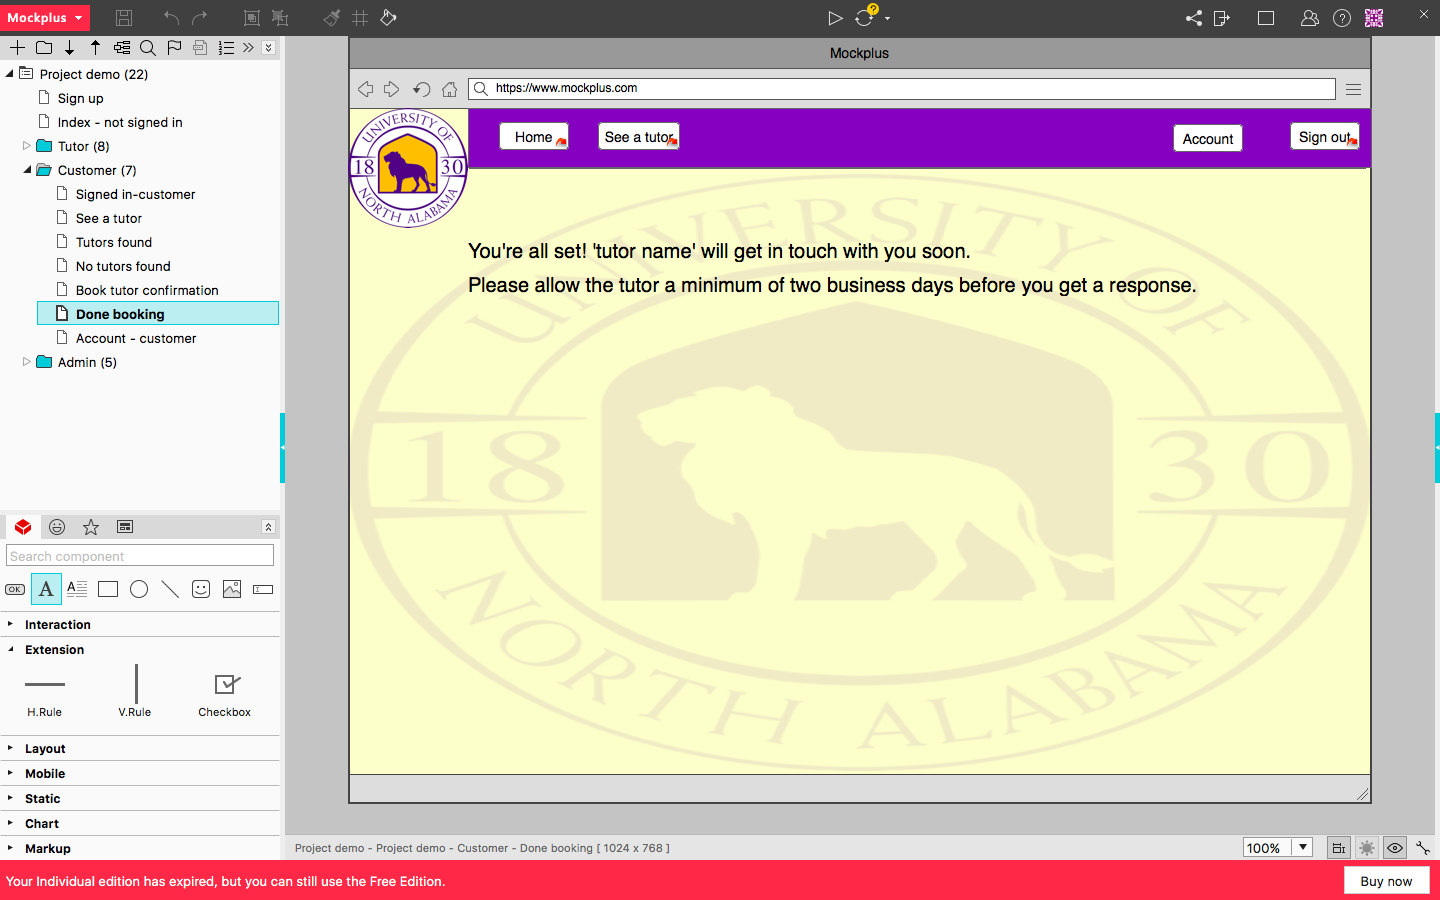 Mockplus
Project demo (22)
Sign up
Index - not signed in
Tutor (8)
Customer (7)
Signed in-customer
See a tutor
Tutors found
No tutors found
Book tutor confirmation
Done booking
Account - customer
Admin (5)
Search component
OK
A
A
Interaction
Extension
H.Rule
V.Rule
Checkbox
Layout
Mobile
Static
Chart
Markup
Mockplus
https://www.mockplus.com
UNIVERSITY OF
1830
NORTH ALABAMA
Home
See a tutor
Account
Sign out
You're all set! 'tutor name' will get in touch with you soon.
Please allow the tutor a minimum of two business days before you get a response.
UNIVERSITY OF
1830
NORTH ALABAMA
Project demo - Project demo - Customer - Done booking [ 1024 x 768 ]
100%
Your Individual edition has expired, but you can still use the Free Edition.
Buy now